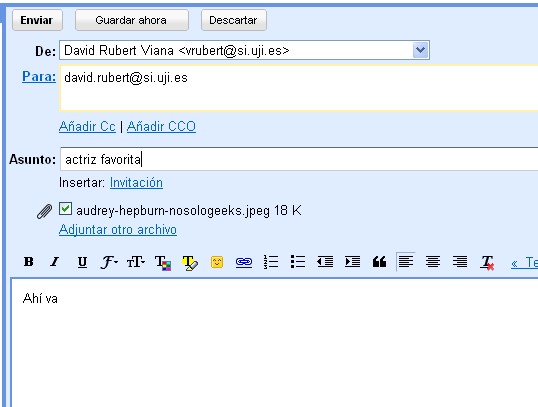 Enviar Guardar ahora Descartar
De: David Rubert Viana <vrubert@si.uji.es>
Para: david.rubert@si.uji.es
Añadir Cc | Añadir CCO
Asunto: actriz favorita
Insertar: Invitación
audrey-hepburn-nosologeeks.jpeg 18 K
Adjuntar otro archivo
B I U F TT T T T « Te
Ahí va